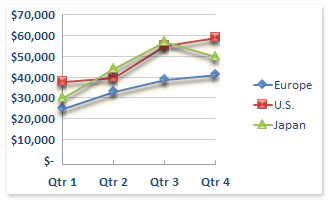 $70,000
$60,000
$50,000
$40,000
$30,000
$20,000
$10,000
$-
Qtr 1 Qtr 2 Qtr 3 Qtr 4
Europe
U.S.
Japan